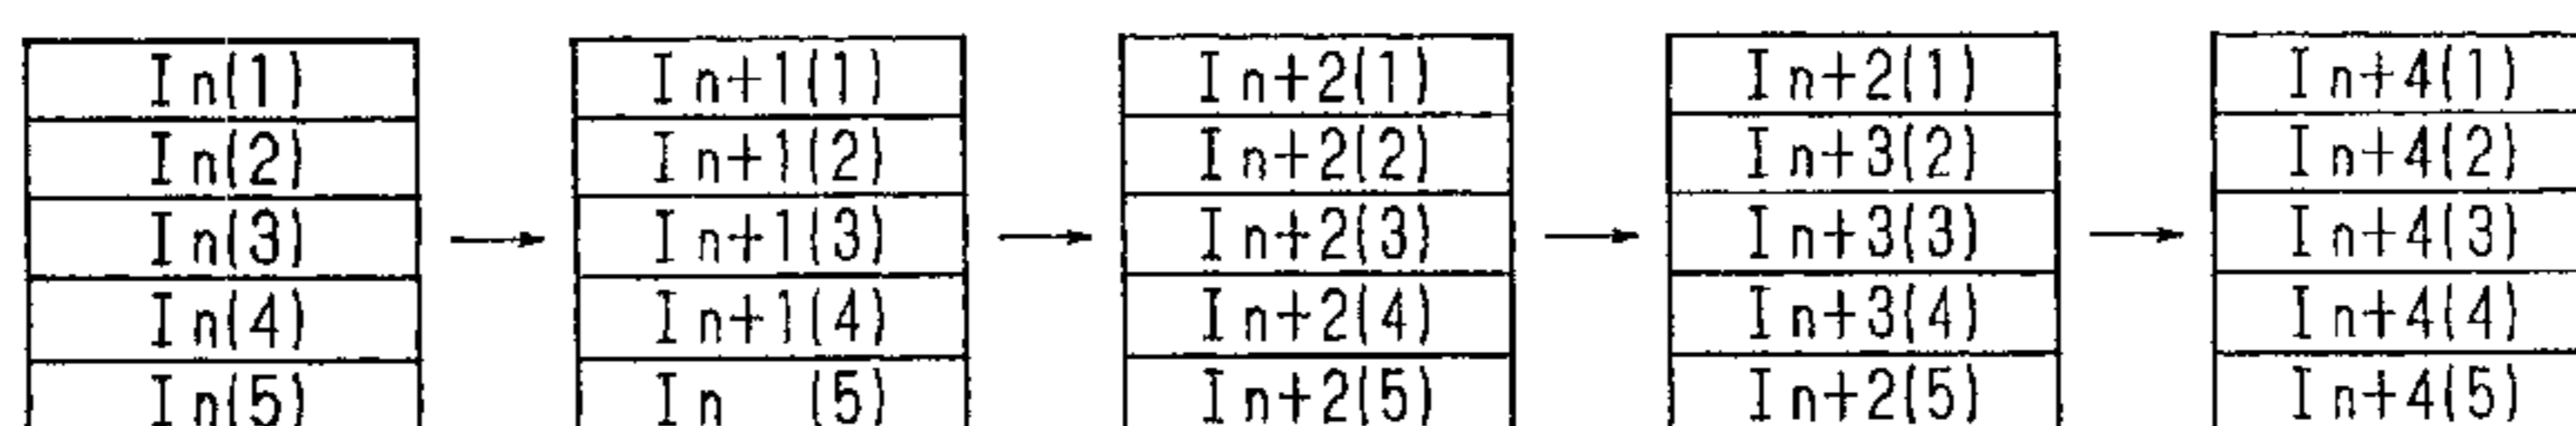 In(1) In+1(1) In+2(1) In+2(1) In+4(1)
In(2) In+1(2) In+2(2) In+3(2) In+4(2)
In(3) In+1(3) In+2(3) In+3(3) In+4(3)
In(4) In+1(4) In+2(4) In+3(4) In+4(4)
In(5) In (5) In+2(5) In+2(5) In+4(5)